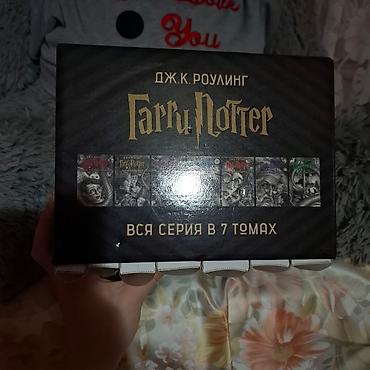 You
ДЖ.К. РОУЛИНГ
Гарри Поттер
ВСЯ СЕРИЯ В 7 ТОМАХ